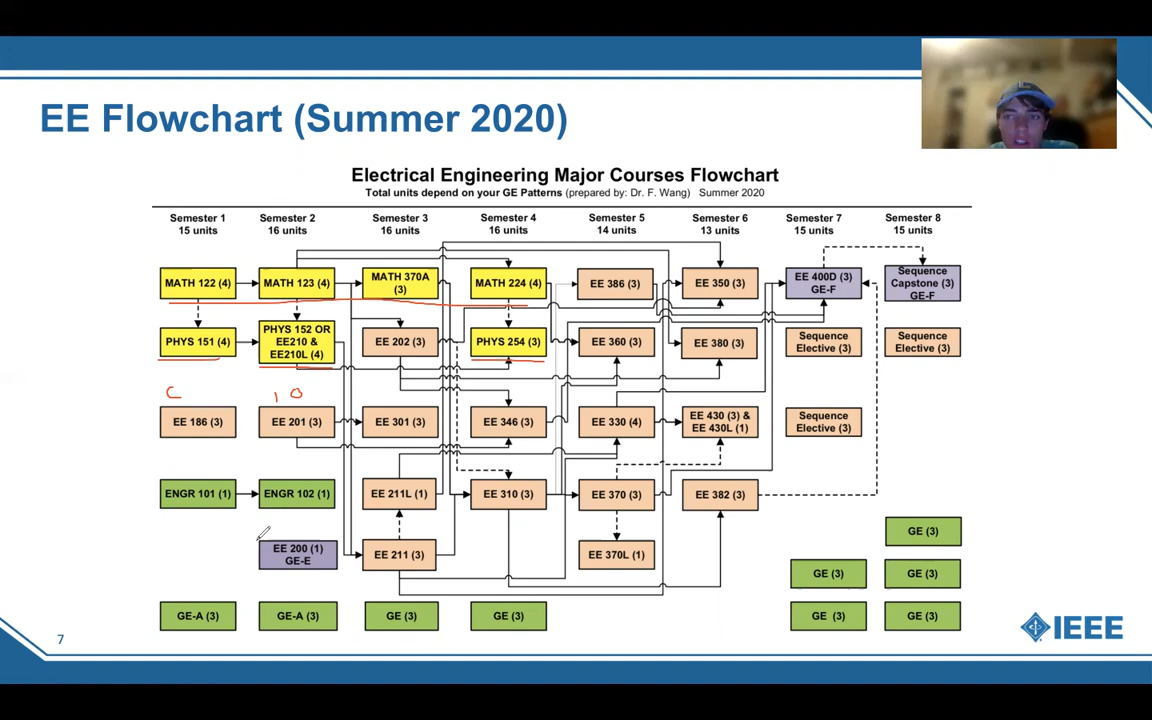 EE Flowchart (Summer 2020)
Electrical Engineering Major Courses Flowchart
Total units depend on your GE Patterns (prepared by: Dr. F. Wang) Summer 2020
Semester 1
15 units
Semester 2
16 units
Semester 3
16 units
Semester 4
16 units
Semester 5
14 units
Semester 6
13 units
Semester 7
15 units
Semester 8
15 units
MATH 122 (4)
MATH 123 (4)
MATH 370A
(3)
MATH 224 (4)
EE 386 (3)
EE 350 (3)
EE 400D (3)
GE-F
Sequence
Capstone (3)
GE-F
PHYS 151 (4)
PHYS 152 OR
EE210 &
EE210L (4)
EE 202 (3)
PHYS 254 (3)
EE 360 (3)
EE 380 (3)
Sequence
Elective (3)
Sequence
Elective (3)
C
10
EE 186 (3)
EE 201 (3)
EE 301 (3)
EE 346 (3)
EE 330 (4)
EE 430 (3) &
EE 430L (1)
Sequence
Elective (3)
ENGR 101 (1)
ENGR 102 (1)
EE 211L (1)
EE 310 (3)
EE 370 (3)
EE 382 (3)
GE (3)
EE 200 (1)
GE-E
EE 211 (3)
EE 370L (1)
GE (3)
GE (3)
GE-A (3)
GE-A (3)
GE (3)
GE (3)
GE (3)
GE (3)
7
IEEE